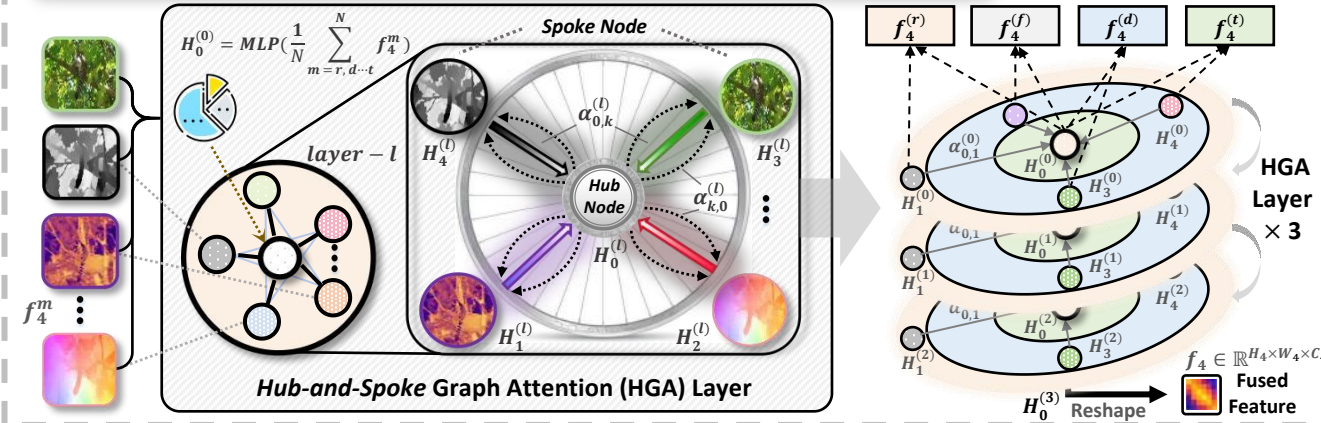 H_0^{(0)} = MLP(\frac{1}{N} \sum_{m=r,d\cdots t}^{N} f_4^m)
f_4^m
layer − l
Spoke Node
α_{0,k}^{(l)}
H_4^{(l)}
H_3^{(l)}
Hub
Node
α_{k,0}^{(l)}
H_0^{(l)}
H_1^{(l)}
H_2^{(l)}
Hub-and-Spoke Graph Attention (HGA) Layer
f_4^{(r)} f_4^{(f)} f_4^{(d)} f_4^{(t)}
α_{0,1}^{(0)}
H_0^{(0)}
H_4^{(0)}
H_1^{(0)}
H_3^{(0)}
HGA
Layer
× 3
α_{0,1}
H_0^{(1)}
H_4^{(1)}
H_1^{(1)}
H_3^{(1)}
α_{0,1}
H_0^{(2)}
H_4^{(2)}
H_1^{(2)}
H_3^{(2)}
f_4 ∈ ℝ^{H_4×W_4×C}
H_0^{(3)}
Reshape
Fused
Feature